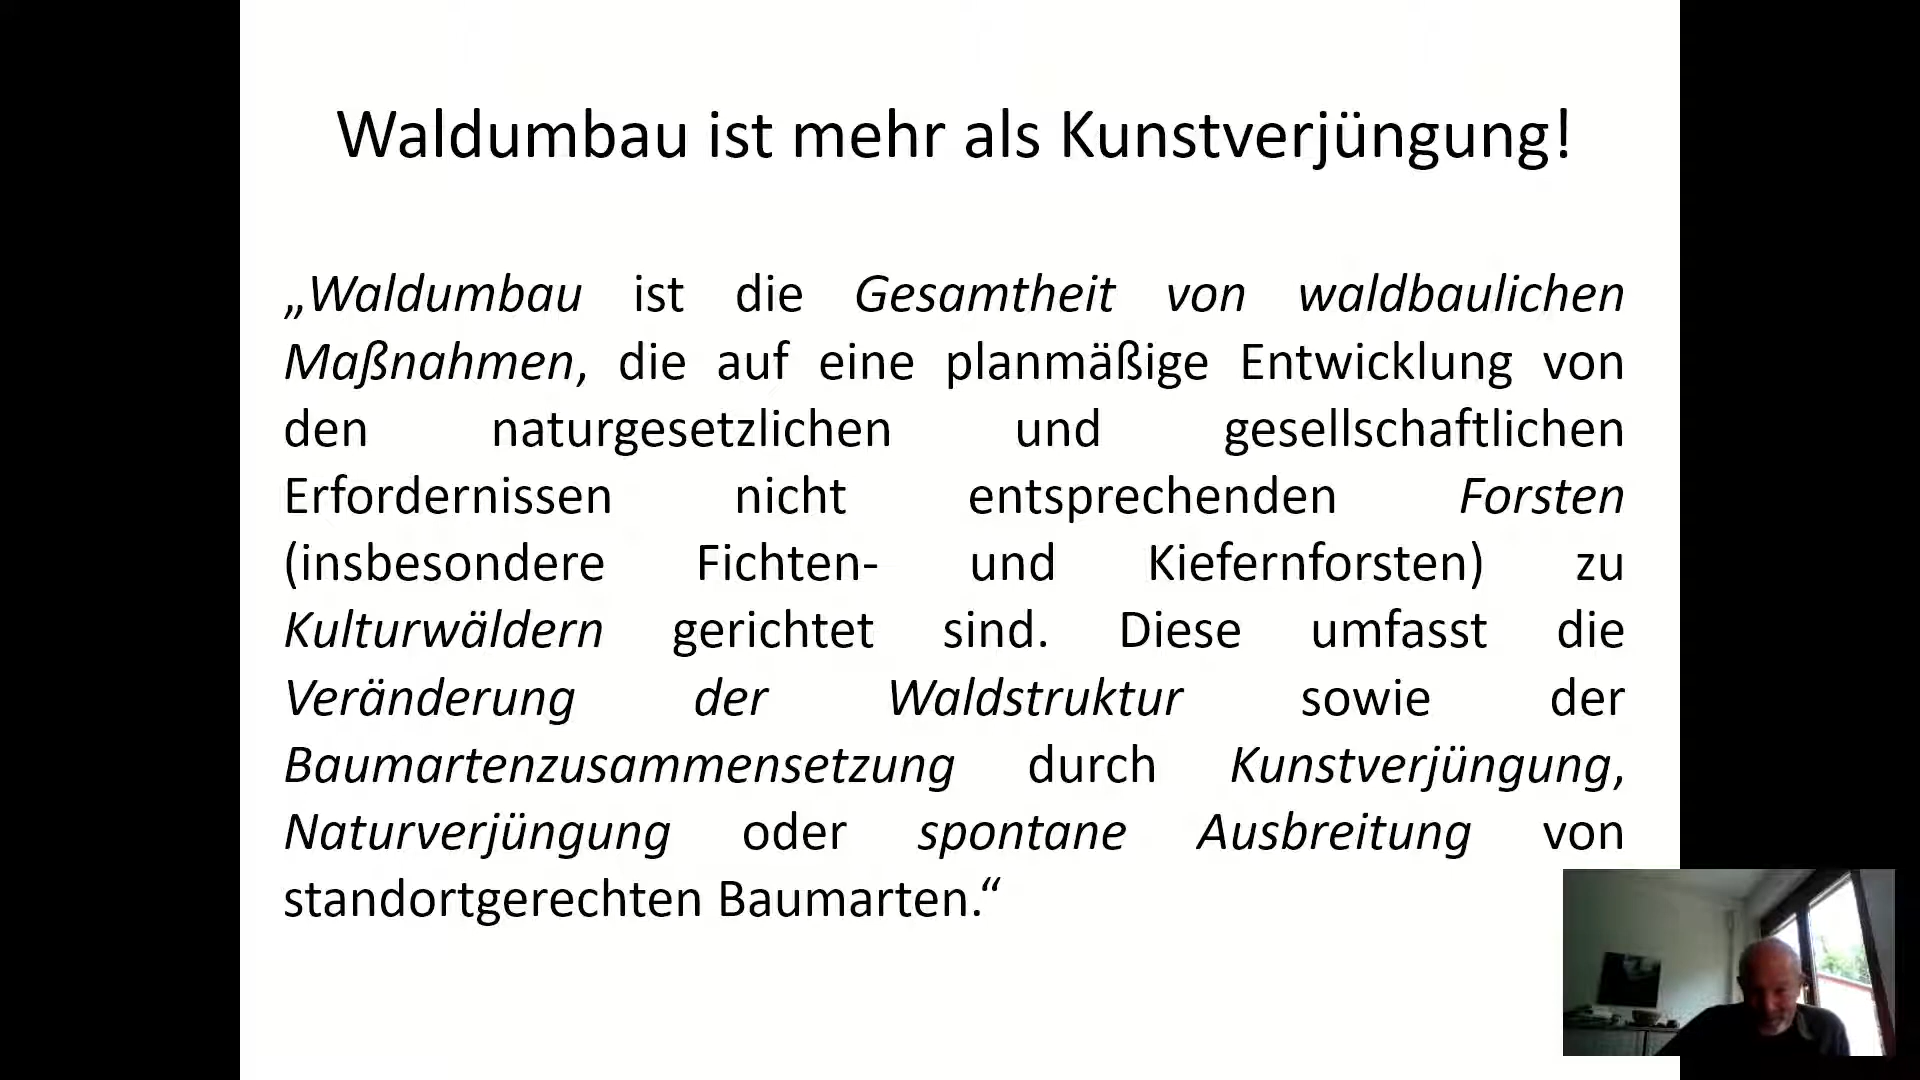 Waldumbau ist mehr als Kunstverjüngung!
„Waldumbau ist die Gesamtheit von waldbaulichen
Maßnahmen, die auf eine planmäßige Entwicklung von
den naturgesetzlichen und gesellschaftlichen
Erfordernissen nicht entsprechenden Forsten
(insbesondere Fichten- und Kiefernforsten) zu
Kulturwäldern gerichtet sind. Diese umfasst die
Veränderung der Waldstruktur sowie der
Baumartenzusammensetzung durch Kunstverjüngung,
Naturverjüngung oder spontane Ausbreitung von
standortgerechten Baumarten.“